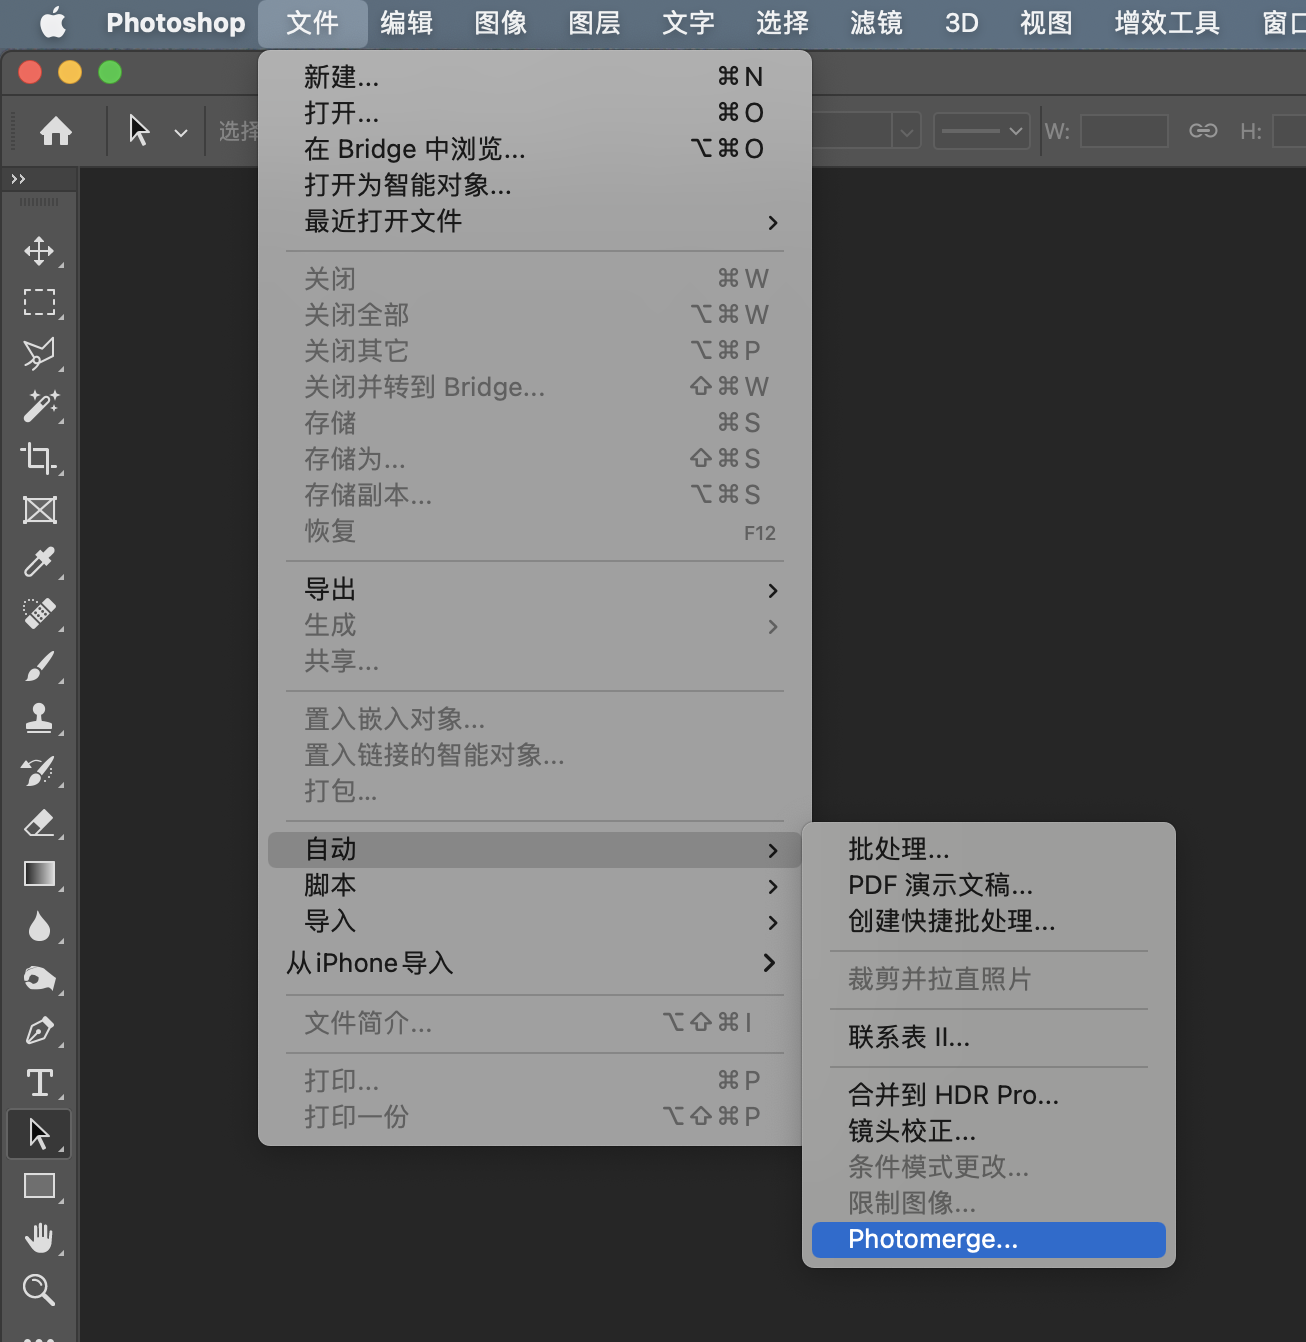 Photoshop 文件 编辑 图像 图层 文字 选择 滤镜 3D 视图 增效工具 窗口
选择
W:
H:
新建... ⌘N
打开... ⌘O
在 Bridge 中浏览... ⌥⌘O
打开为智能对象...
最近打开文件
关闭 ⌘W
关闭全部 ⌥⌘W
关闭其它 ⌥⌘P
关闭并转到 Bridge... ⇧⌘W
存储 ⌘S
存储为... ⇧⌘S
存储副本... ⌥⌘S
恢复 F12
导出
生成
共享...
置入嵌入对象...
置入链接的智能对象...
打包...
自动
脚本
导入
从 iPhone 导入
文件简介... ⌥⇧⌘I
打印... ⌘P
打印一份 ⌥⇧⌘P
批处理...
PDF 演示文稿...
创建快捷批处理...
裁剪并拉直照片
联系表 II...
合并到 HDR Pro...
镜头校正...
条件模式更改...
限制图像...
Photomerge...